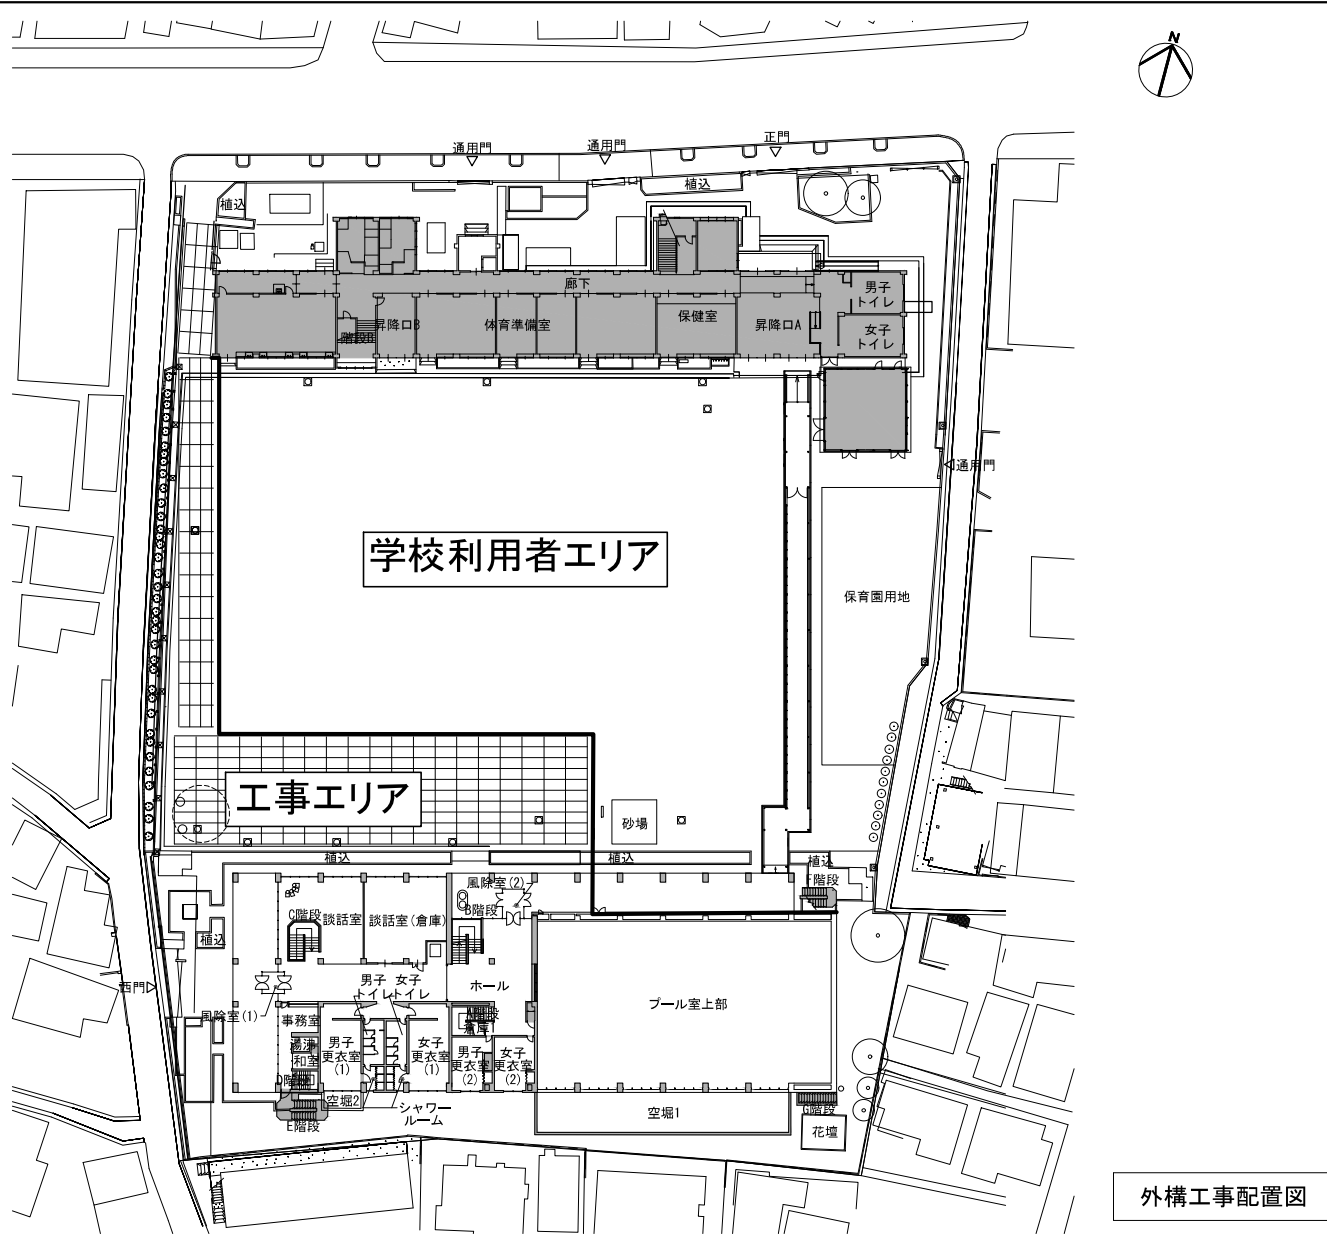 N
正門
通用門
通用門
植込
植込
廊下
男子
トイレ
昇降口B
体育準備室
保健室
昇降口A
女子
トイレ
通用門
学校利用者エリア
保育園用地
工事エリア
砂場
植込
植込
植込
F階段
風除室(2)
B階段
C階段
談話室
談話室(倉庫)
植込
男子
トイレ
女子
トイレ
ホール
西門
プール室上部
風除室(1)
事務室
倉庫
湯沸
和室
男子
更衣室
(1)
女子
更衣室
(1)
男子
更衣室
(2)
女子
更衣室
(2)
空堀2
シャワー
ルーム
E階段
空堀1
G階段
花壇
外構工事配置図